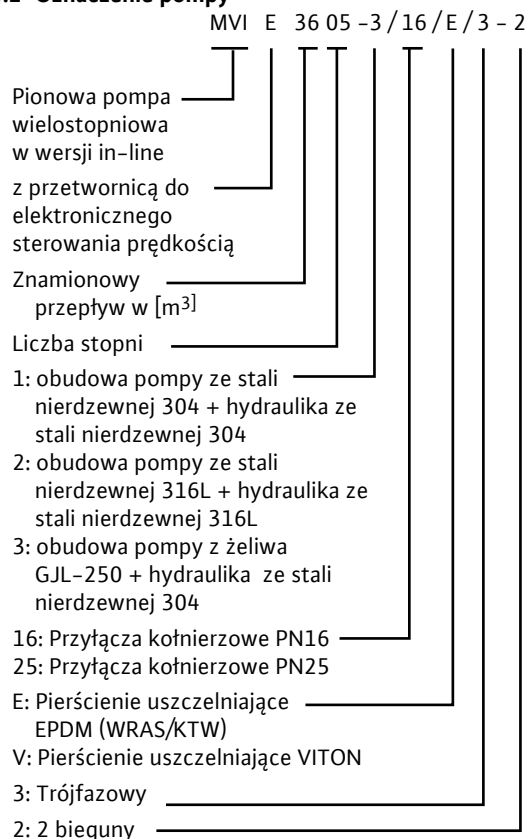 Oznaczenie pompy
MVI E 36 05 -3 / 16 / E / 3 - 2
Pionowa pompa
wielostopniowa
w wersji in-line
z przetwornicą do
elektronicznego
sterowania prędkością
Znamionowy
przepływ w [m3]
Liczba stopni
1: obudowa pompy ze stali
nierdzewnej 304 + hydraulika ze
stali nierdzewnej 304
2: obudowa pompy ze stali
nierdzewnej 316L + hydraulika ze
stali nierdzewnej 316L
3: obudowa pompy z żeliwa
GJL-250 + hydraulika ze stali
nierdzewnej 304
16: Przyłącza kołnierzowe PN16
25: Przyłącza kołnierzowe PN25
E: Pierścienie uszczelniające
EPDM (WRAS/KTW)
V: Pierścienie uszczelniające VITON
3: Trójfazowy
2: 2 bieguny